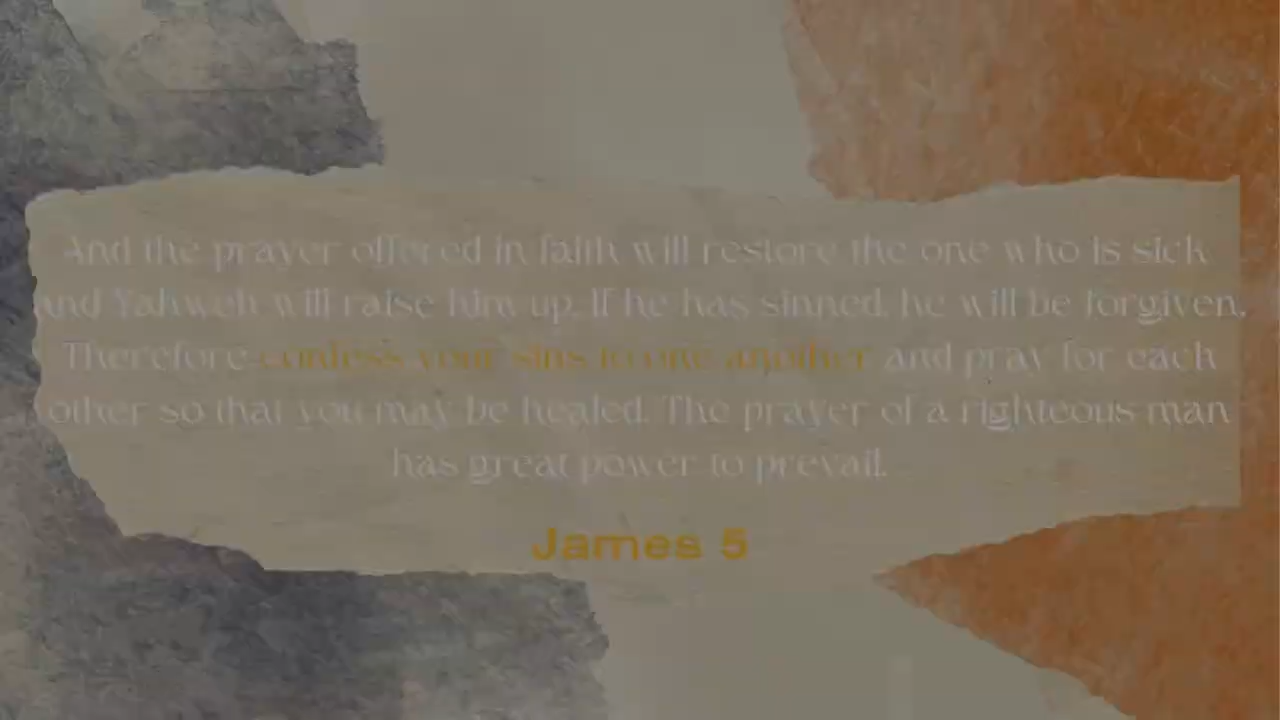 And the prayer offered in faith will restore the one who is sick
and Yahweh will raise him up. If he has sinned, he will be forgiven.
Therefore confess your sins to one another and pray for each
other so that you may be healed. The prayer of a righteous man
has great power to prevail.
James 5